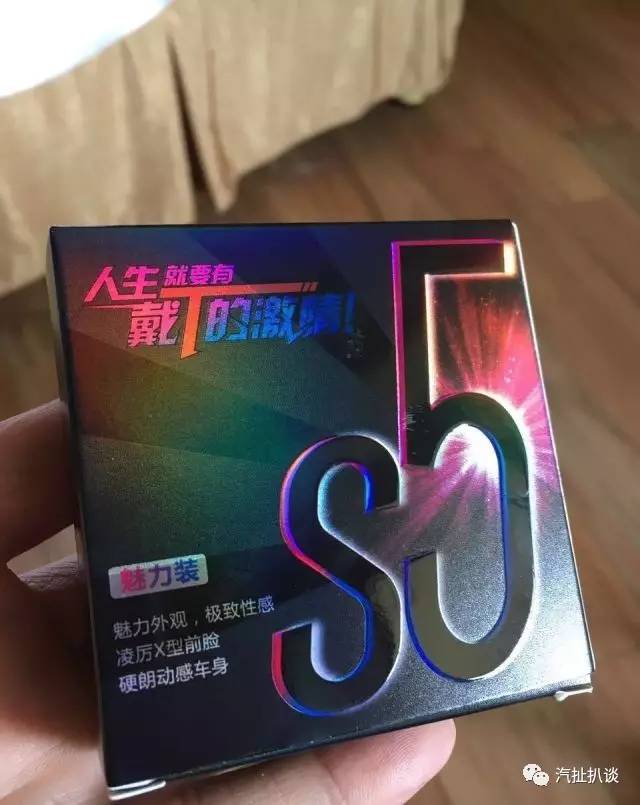 人生就要有
戴T的激情!
S5
魅力装
魅力外观，极致性感
凌厉X型前脸
硬朗动感车身
汽扯扒谈